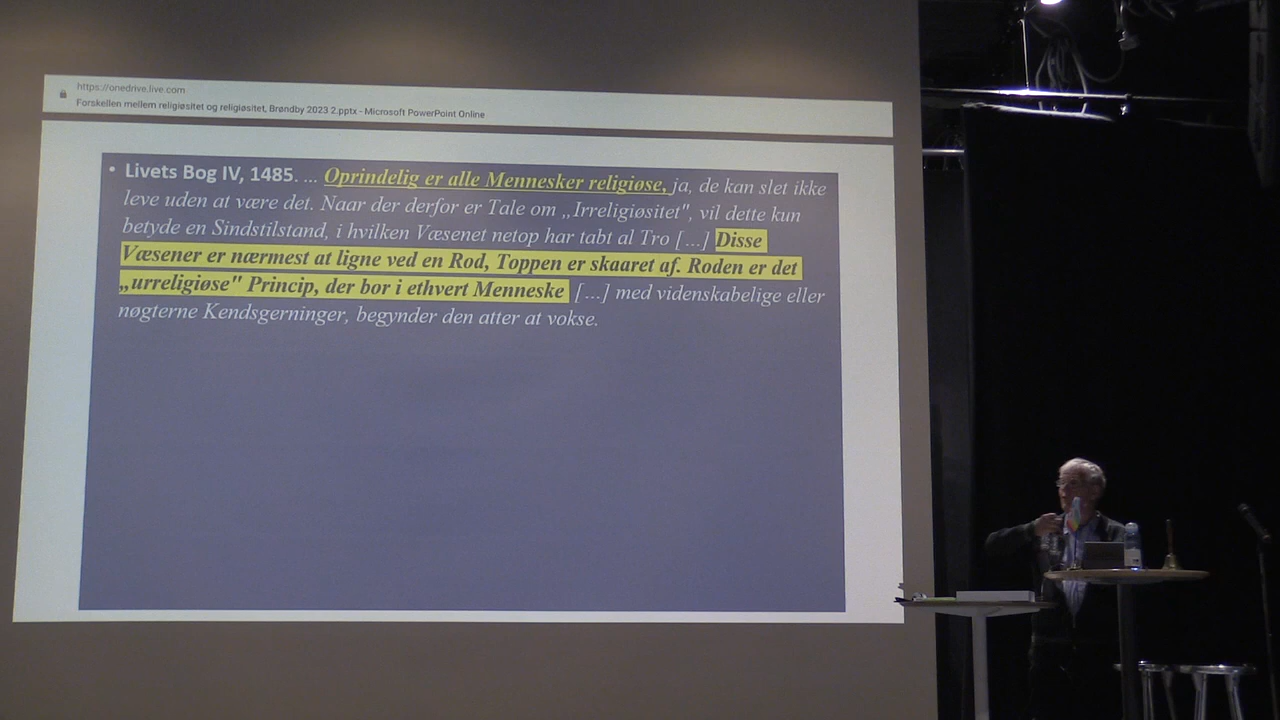 https://onedrive.live.com
Forskellen mellem religiøsitet og religiøsitet, Brøndby 2023 2.pptx - Microsoft PowerPoint Online
• Livets Bog IV, 1485. ... Oprindelig er alle Mennesker religiøse, ja, de kan slet ikke
leve uden at være det. Naar der derfor er Tale om „Irreligiøsitet", vil dette kun
betyde en Sindstilstand, i hvilken Væsenet netop har tabt al Tro [...] Disse
Væsener er nærmest at ligne ved en Rod, Toppen er skaaret af. Roden er det
„urreligiøse" Princip, der bor i ethvert Menneske [...] med videnskabelige eller
nøgterne Kendsgerninger, begynder den atter at vokse.